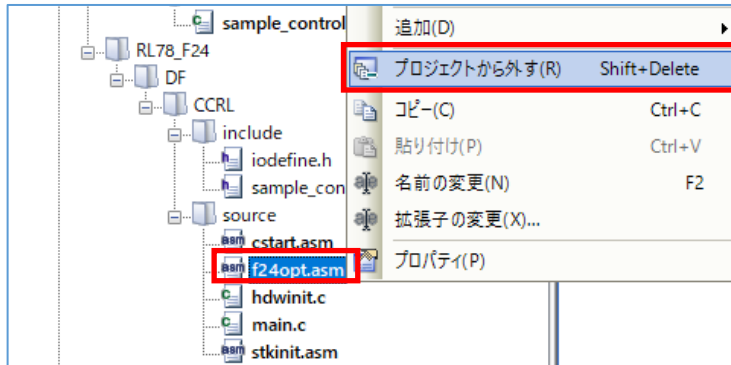 sample_control
RL78_F24
DF
CCRL
include
iodefine.h
sample_con
source
cstart.asm
f24opt.asm
hdwinit.c
main.c
stkinit.asm
追加(D)
プロジェクトから外す(R) Shift+Delete
コピー(C) Ctrl+C
貼り付け(P) Ctrl+V
名前の変更(N) F2
拡張子の変更(X)...
プロパティ(P)